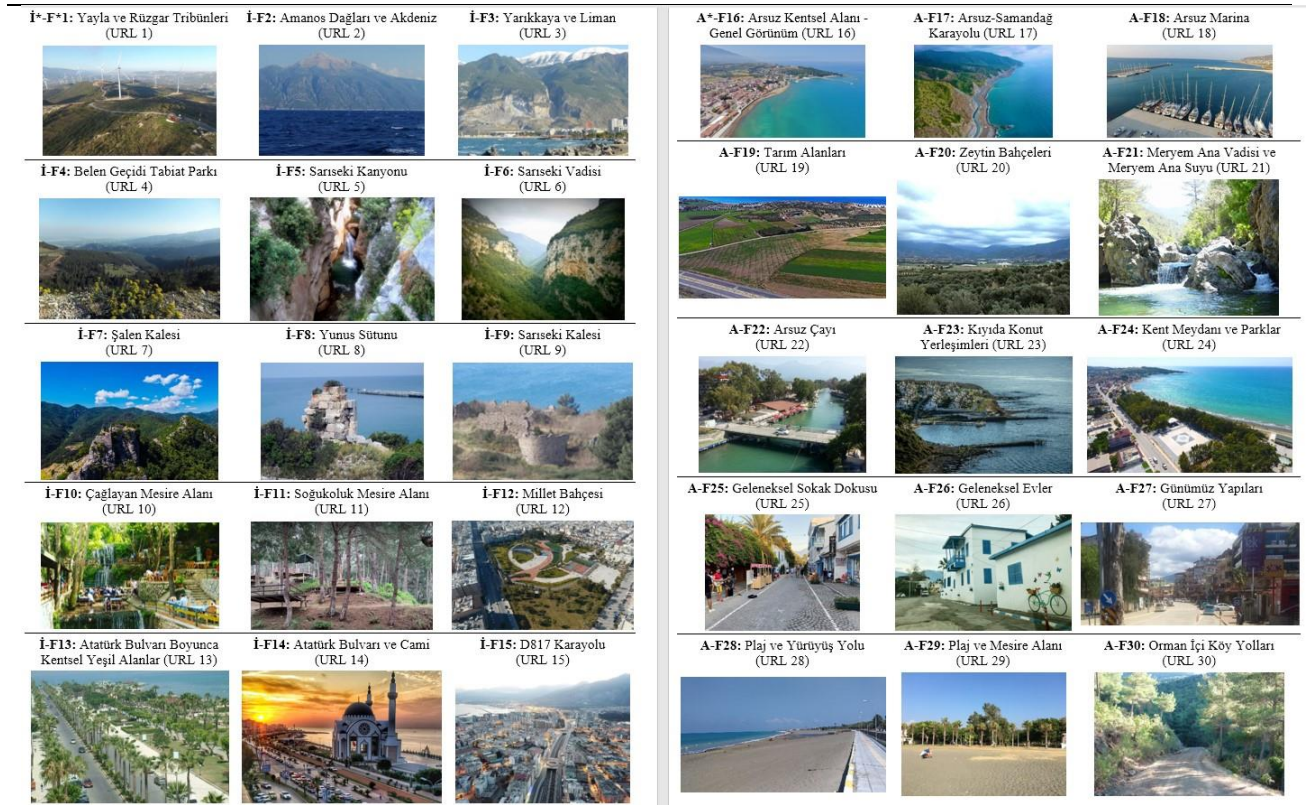 İ*-F*1: Yayla ve Rüzgar Tribünleri
(URL 1)
İ-F2: Amanos Dağları ve Akdeniz
(URL 2)
İ-F3: Yarıkkaya ve Liman
(URL 3)
İ-F4: Belen Geçidi Tabiat Parkı
(URL 4)
İ-F5: Sarıseki Kanyonu
(URL 5)
İ-F6: Sarıseki Vadisi
(URL 6)
İ-F7: Şalen Kalesi
(URL 7)
İ-F8: Yunus Sütunu
(URL 8)
İ-F9: Sarıseki Kalesi
(URL 9)
İ-F10: Çağlayan Mesire Alanı
(URL 10)
İ-F11: Soğukoluk Mesire Alanı
(URL 11)
İ-F12: Millet Bahçesi
(URL 12)
İ-F13: Atatürk Bulvarı Boyunca
Kentsel Yeşil Alanlar (URL 13)
İ-F14: Atatürk Bulvarı ve Cami
(URL 14)
İ-F15: D817 Karayolu
(URL 15)
A*-F16: Arsuz Kentsel Alanı -
Genel Görünüm (URL 16)
A-F17: Arsuz-Samandağ
Karayolu (URL 17)
A-F18: Arsuz Marina
(URL 18)
A-F19: Tarım Alanları
(URL 19)
A-F20: Zeytin Bahçeleri
(URL 20)
A-F21: Meryem Ana Vadisi ve
Meryem Ana Suyu (URL 21)
A-F22: Arsuz Çayı
(URL 22)
A-F23: Kıyıda Konut
Yerleşimleri (URL 23)
A-F24: Kent Meydanı ve Parklar
(URL 24)
A-F25: Geleneksel Sokak Dokusu
(URL 25)
A-F26: Geleneksel Evler
(URL 26)
A-F27: Günümüz Yapıları
(URL 27)
A-F28: Plaj ve Yürüyüş Yolu
(URL 28)
A-F29: Plaj ve Mesire Alanı
(URL 29)
A-F30: Orman İçi Köy Yolları
(URL 30)